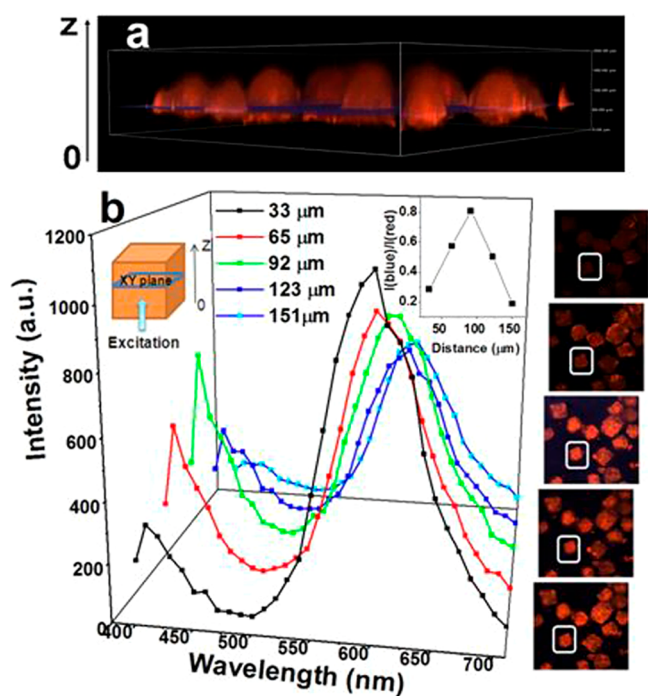 z
a
0
b
1200
1000
800
600
400
200
0
Intensity (a.u.)
33 μm
65 μm
92 μm
123 μm
151μm
z
XY plane
0
Excitation
I(blue)/I(red)
0.8
0.6
0.4
0.2
50 100 150
Distance (μm)
400 450 500 550 600 650 700
Wavelength (nm)